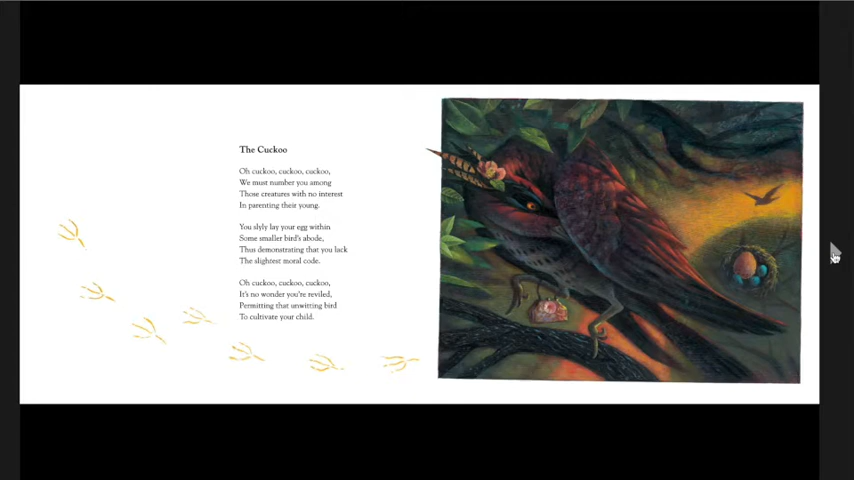 The Cuckoo
Oh cuckoo, cuckoo, cuckoo,
We must number you among
Those creatures with no interest
In parenting their young.
You slyly lay your egg within
Some smaller bird's abode,
Thus demonstrating that you lack
The slightest moral code.
Oh cuckoo, cuckoo, cuckoo,
It's no wonder you're reviled,
Permitting that unwitting bird
To cultivate your child.